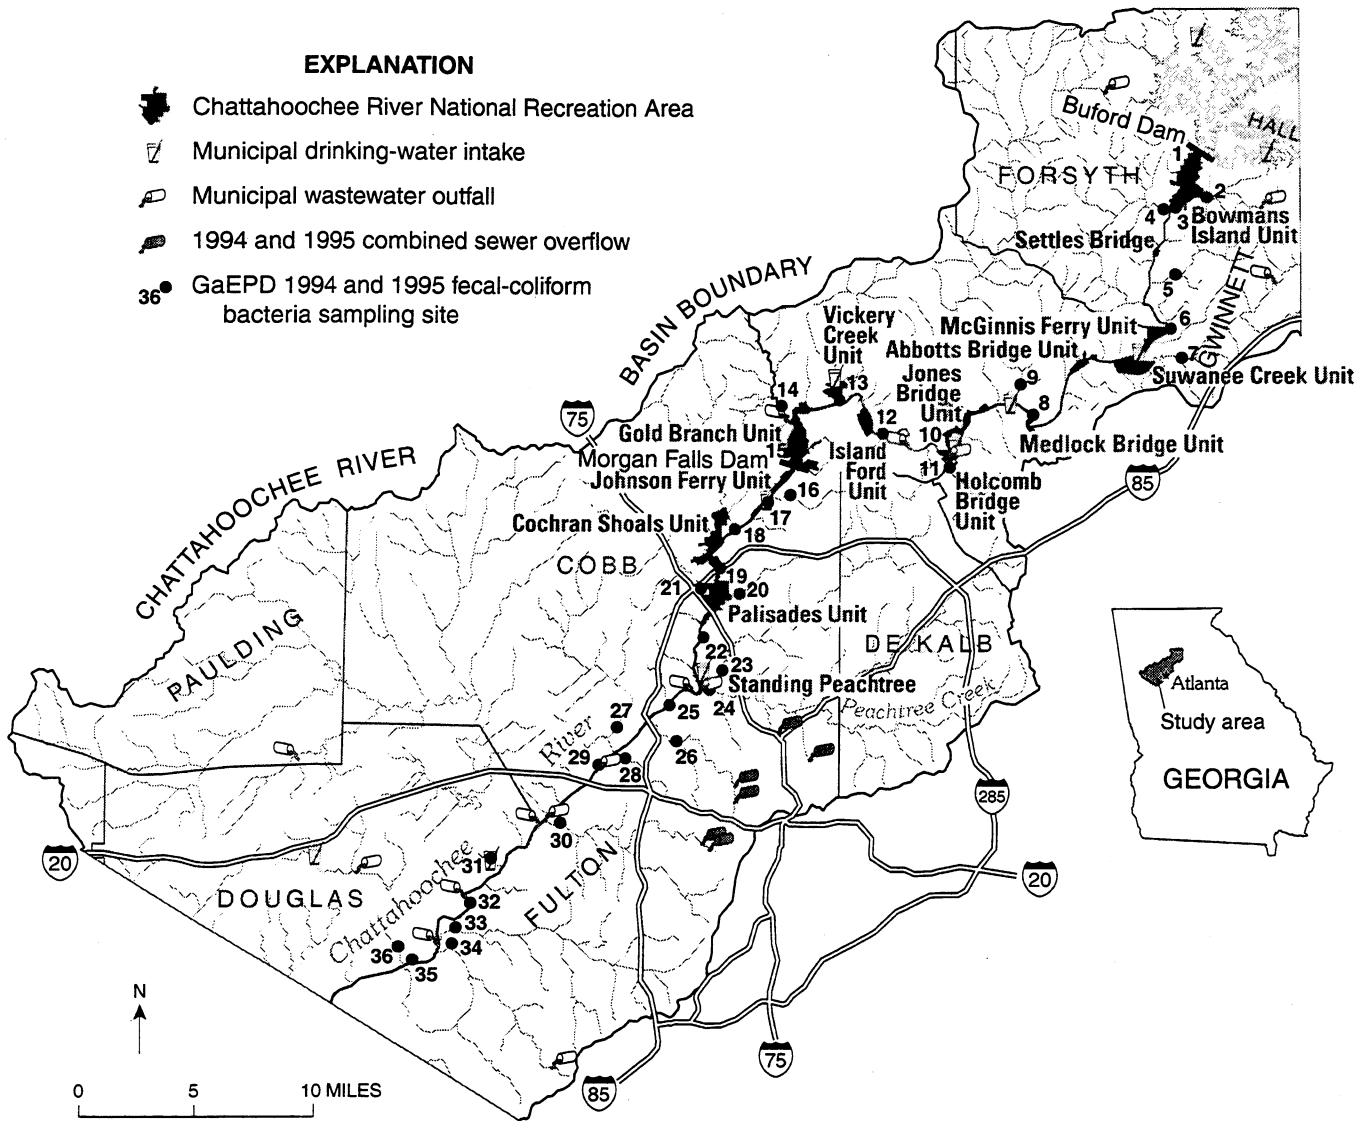 EXPLANATION
Chattahoochee River National Recreation Area
Municipal drinking-water intake
Municipal wastewater outfall
1994 and 1995 combined sewer overflow
36 GaEPD 1994 and 1995 fecal-coliform
bacteria sampling site
Buford Dam
HALL
1
FORSYTH
2
4
3
Bowmans
Island Unit
Settles Bridge
5
GWINNETT
BASIN BOUNDARY
CHATTAHOOCHEE RIVER
6
7
McGinnis Ferry Unit
Abbotts Bridge Unit
Suwanee Creek Unit
Vickery
Creek
Unit
Jones
Bridge
Unit
9
8
13
14
12
10
11
Medlock Bridge Unit
75
Gold Branch Unit
15
Morgan Falls Dam
Johnson Ferry Unit
Island
Ford
Unit
Holcomb
Bridge
Unit
85
16
17
Cochran Shoals Unit
18
COBB
19
21
20
Palisades Unit
PAULDING
DE KALB
22
23
Standing Peachtree
24
Peachtree Creek
25
26
27
River
29
28
30
285
20
31
32
33
34
35
36
DOUGLAS
Chattahoochee
FULTON
20
75
85
Atlanta
Study area
GEORGIA
N
0 5 10 MILES